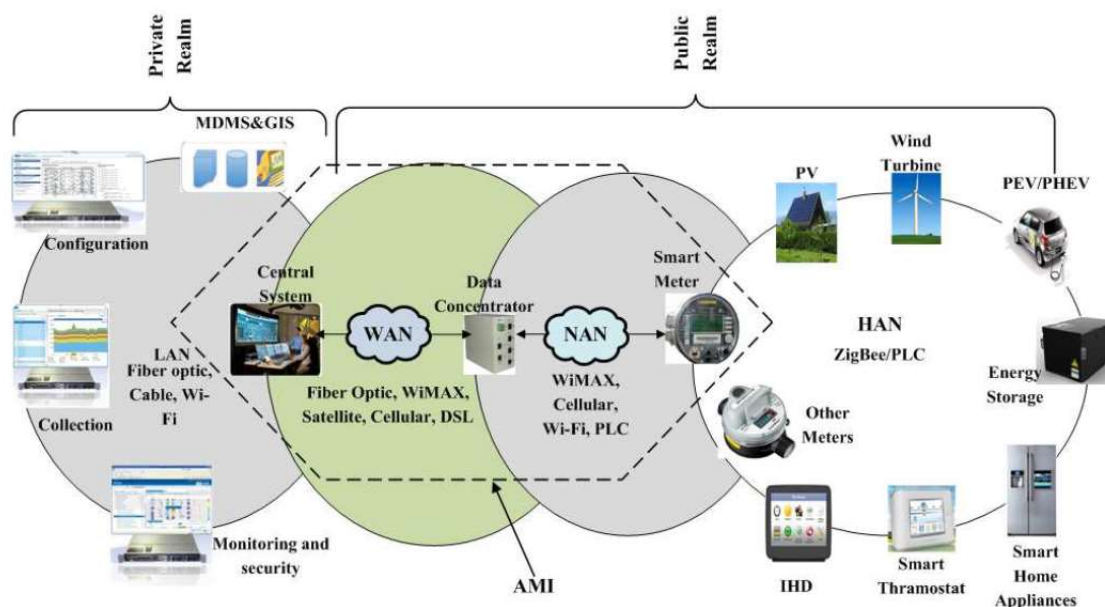 Private
Realm
Public
Realm
MDMS&GIS
Configuration
Collection
LAN
Fiber optic,
Cable, Wi-
Fi
Monitoring and
security
Central
System
WAN
Fiber Optic, WiMAX,
Satellite, Cellular, DSL
Data
Concentrator
NAN
WiMAX,
Cellular,
Wi-Fi, PLC
Smart
Meter
AMI
PV
Wind
Turbine
PEV/PHEV
HAN
ZigBee/PLC
Energy
Storage
Other
Meters
IHD
Smart
Thramostat
Smart
Home
Appliances